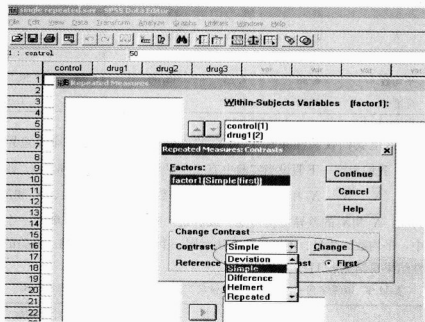 single repeated.sav - SPSS Data Editor
File Edit View Data Transform Analyze Graphs Utilities Window Help
1 : control 50
control drug1 drug2 drug3 var var var var
1
2
3
4
5
6
7
8
9
10
11
12
13
14
15
16
17
18
19
20
21
22
Repeated Measures
Within-Subjects Variables (factor1):
control(1)
drug1(2)
Repeated Measures: Contrasts
Factors:
factor1(Simple(first))
Continue
Cancel
Help
Change Contrast
Contrast: Simple Change
Reference ast First
Deviation
Simple
Difference
Helmert
Repeated